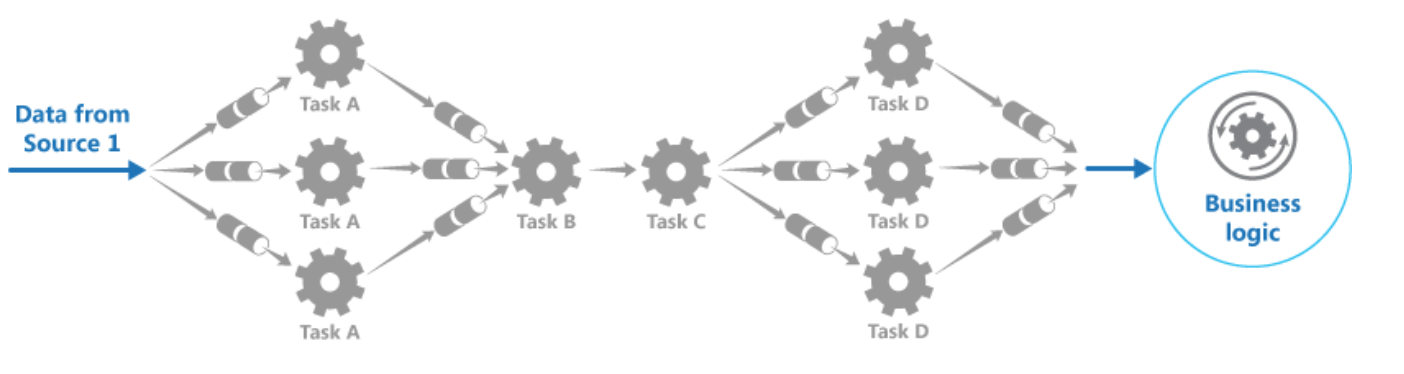 Data from
Source 1
Task A
Task A
Task A
Task B
Task C
Task D
Task D
Task D
Business
logic